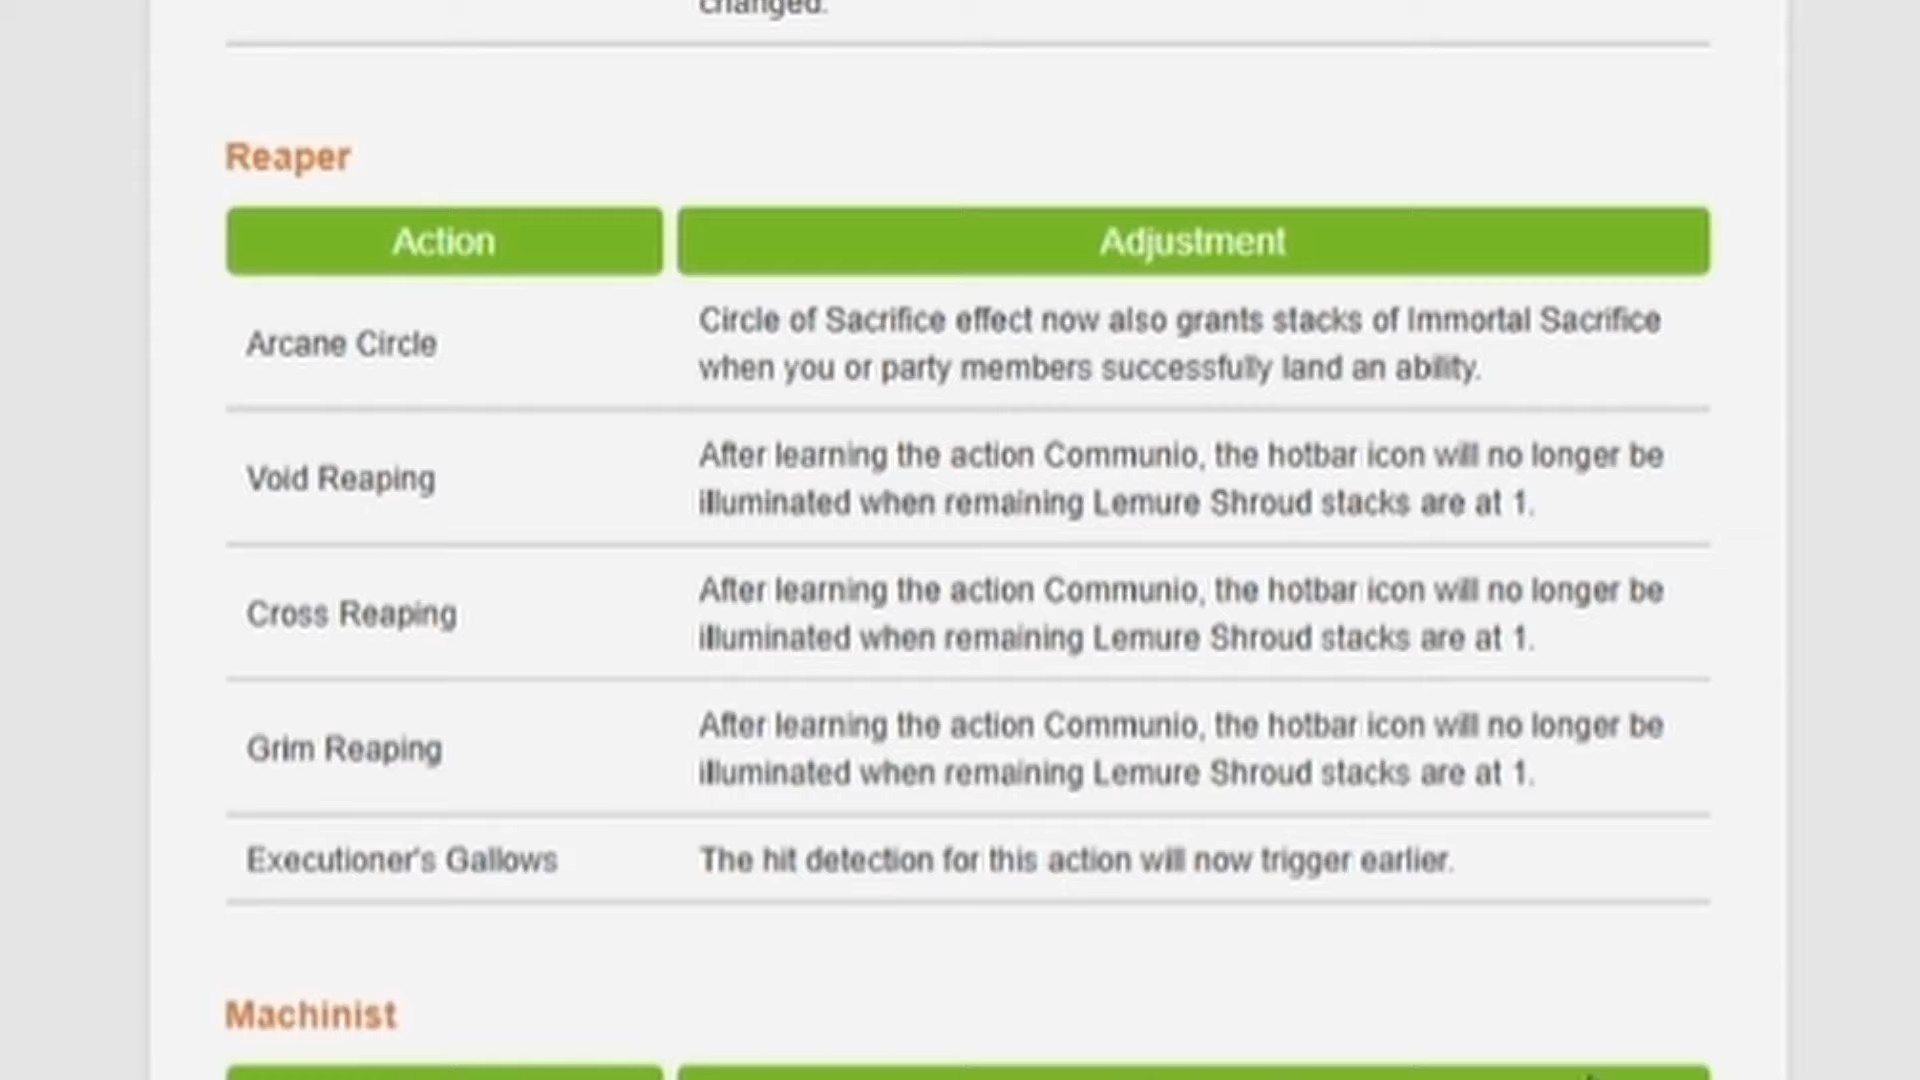 changed.
Reaper
Action Adjustment
Arcane Circle
Circle of Sacrifice effect now also grants stacks of Immortal Sacrifice
when you or party members successfully land an ability.
Void Reaping
After learning the action Communio, the hotbar icon will no longer be
illuminated when remaining Lemure Shroud stacks are at 1.
Cross Reaping
After learning the action Communio, the hotbar icon will no longer be
illuminated when remaining Lemure Shroud stacks are at 1.
Grim Reaping
After learning the action Communio, the hotbar icon will no longer be
illuminated when remaining Lemure Shroud stacks are at 1.
Executioner's Gallows
The hit detection for this action will now trigger earlier.
Machinist